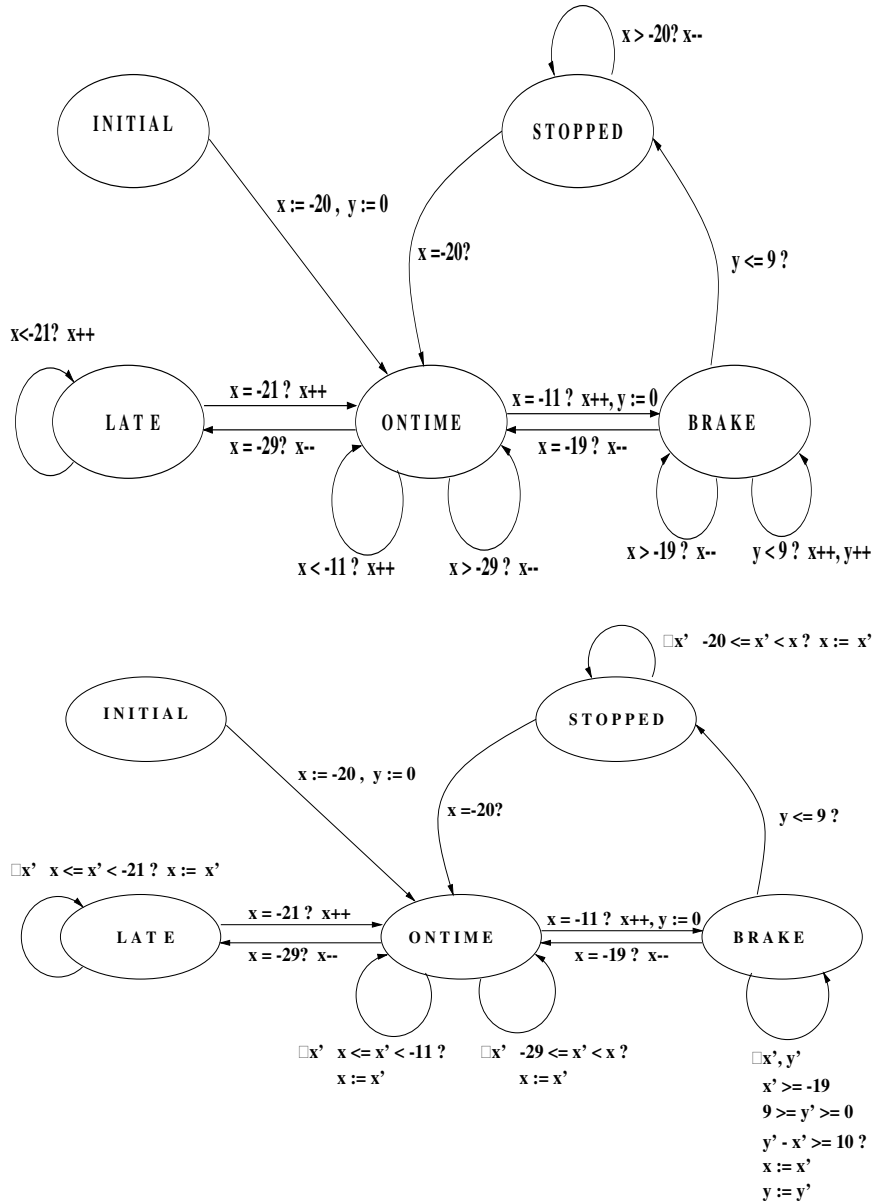 x > -20? x--
INITIAL
STOPPED
x := -20 , y := 0
x =-20?
y <= 9 ?
x<-21? x++
x = -21 ? x++
x = -11 ? x++, y := 0
LATE
ONTIME
BRAKE
x = -29? x--
x = -19 ? x--
x < -11 ? x++
x > -29 ? x--
x > -19 ? x--
y < 9 ? x++, y++
□x' -20 <= x' < x ? x := x'
INITIAL
STOPPED
x := -20 , y := 0
x =-20?
y <= 9 ?
□x' x <= x' < -21 ? x := x'
x = -21 ? x++
x = -11 ? x++, y := 0
LATE
ONTIME
BRAKE
x = -29? x--
x = -19 ? x--
□x' x <= x' < -11 ?
x := x'
□x' -29 <= x' < x ?
x := x'
□x', y'
x' >= -19
9 >= y' >= 0
y' - x' >= 10 ?
x := x'
y := y'